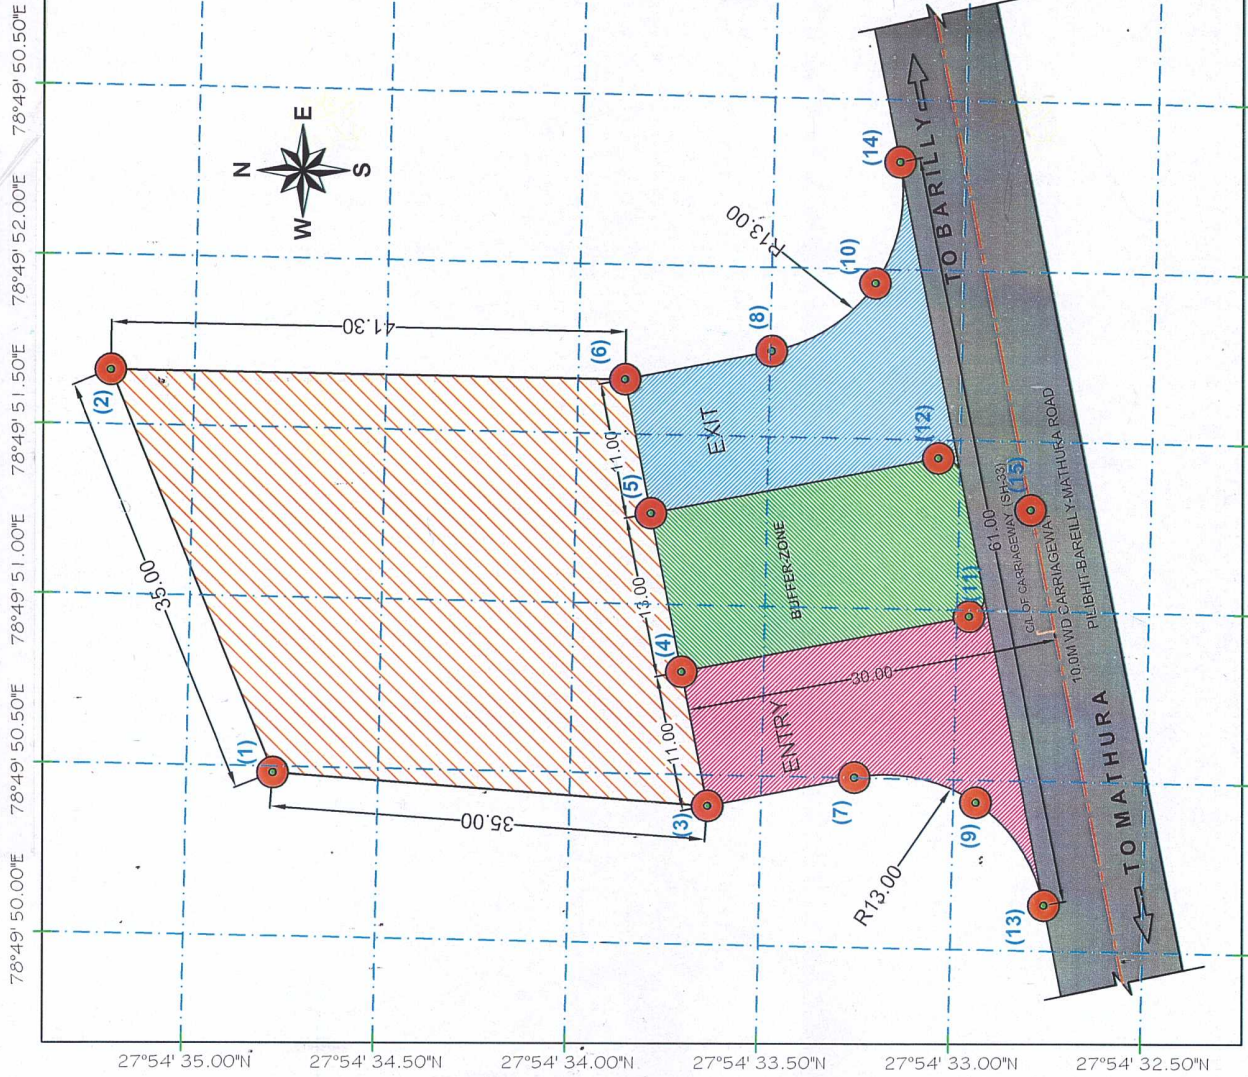 78°49' 50.50"E
78°49' 52.00"E
78°49' 51.50"E
78°49' 51.00"E
78°49' 50.50"E
78°49' 50.00"E
N
W E
S
(2)
41.30
35.00
(1)
35.00
(6)
(5)
11.00
(4)
13.00
(3)
11.00
R13.00
(14)
(10)
(8)
EXIT
(12)
BUFFER-ZONE
(11)
ENTRY
30.00
(7)
R13.00
(9)
(13)
TO BARILLY
61.00
(15)
C/L OF CARRIAGEWAY (SH-33)
10.0M WD CARRIAGEWAY
PILIBHIT-BAREILLY-MATHURA ROAD
TO MATHURA
27°54' 35.00"N
27°54' 34.50"N
27°54' 34.00"N
27°54' 33.50"N
27°54' 33.00"N
27°54' 32.50"N